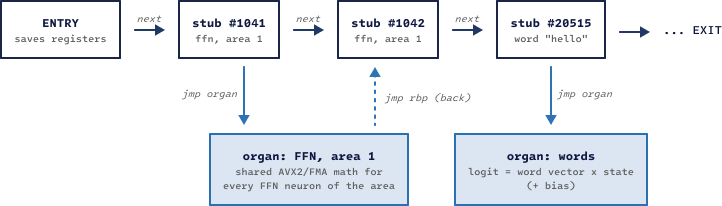 ENTRY
saves registers
next
stub #1041
ffn, area 1
next
stub #1042
ffn, area 1
next
stub #20515
word "hello"
... EXIT
jmp organ
jmp rbp (back)
jmp organ
organ: FFN, area 1
shared AVX2/FMA math for
every FFN neuron of the area
organ: words
logit = word vector x state
(+ bias)